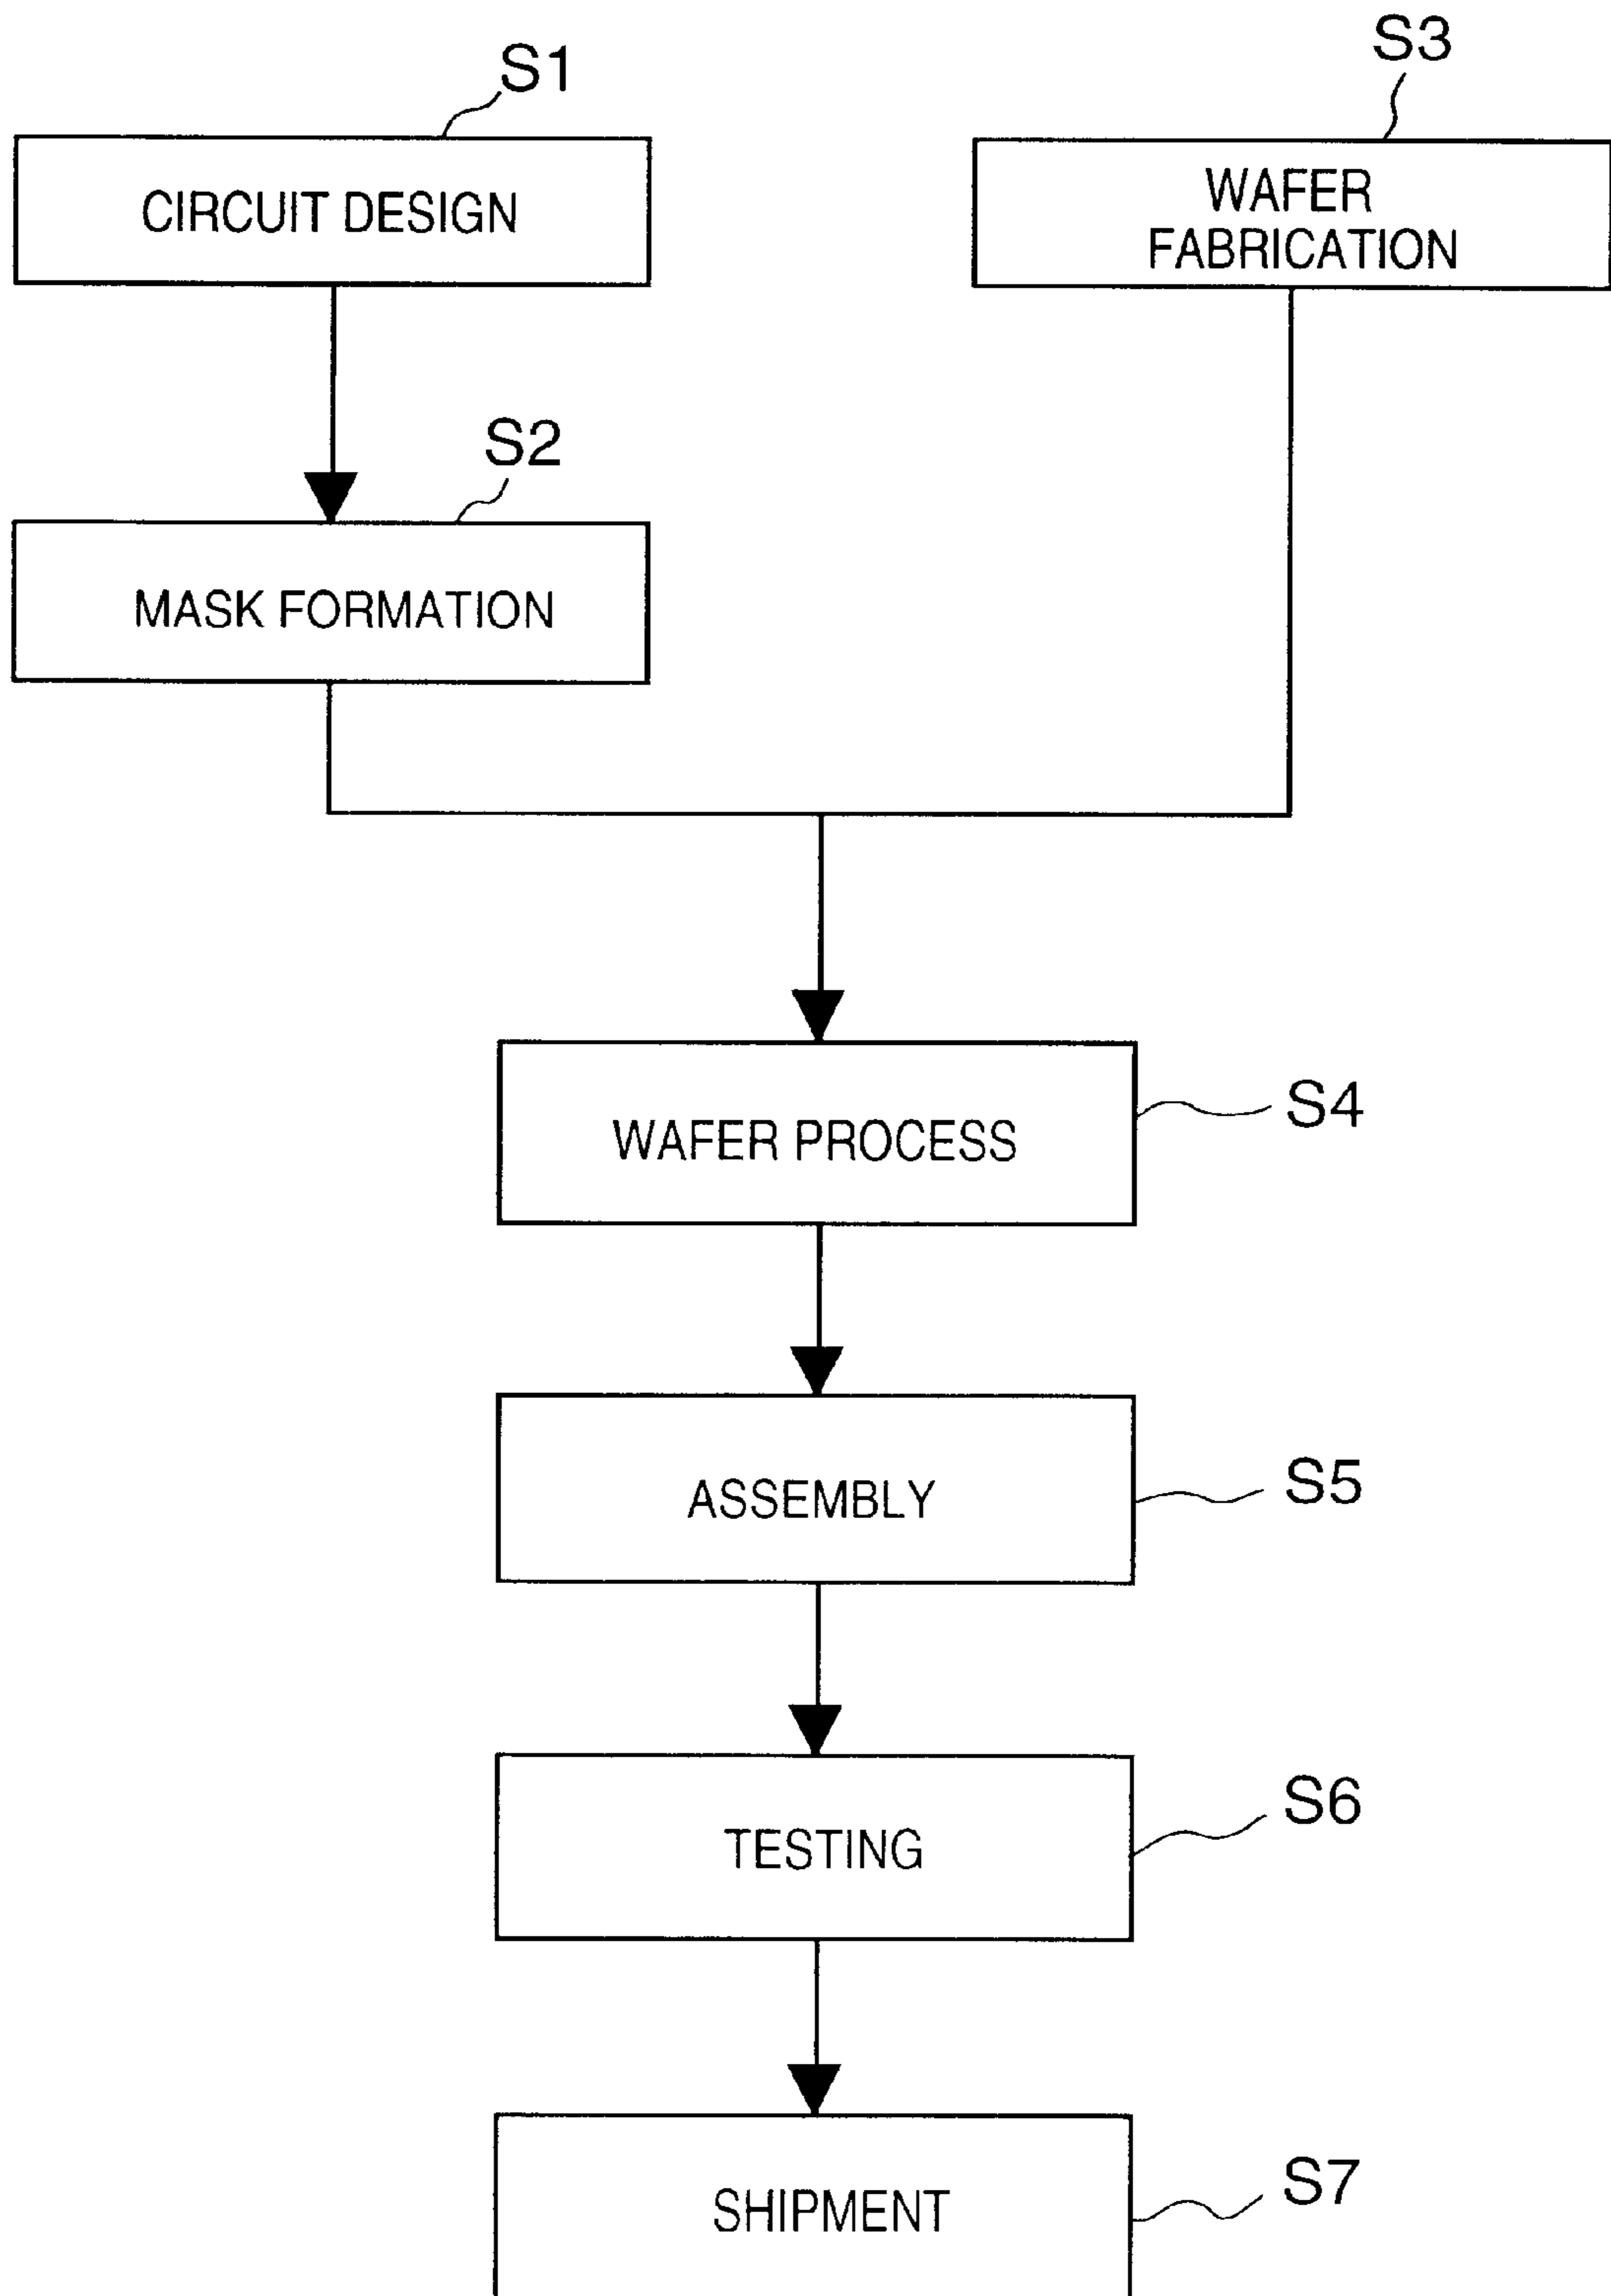 S1
CIRCUIT DESIGN
S3
WAFER
FABRICATION
S2
MASK FORMATION
WAFER PROCESS
S4
ASSEMBLY
S5
TESTING
S6
SHIPMENT
S7